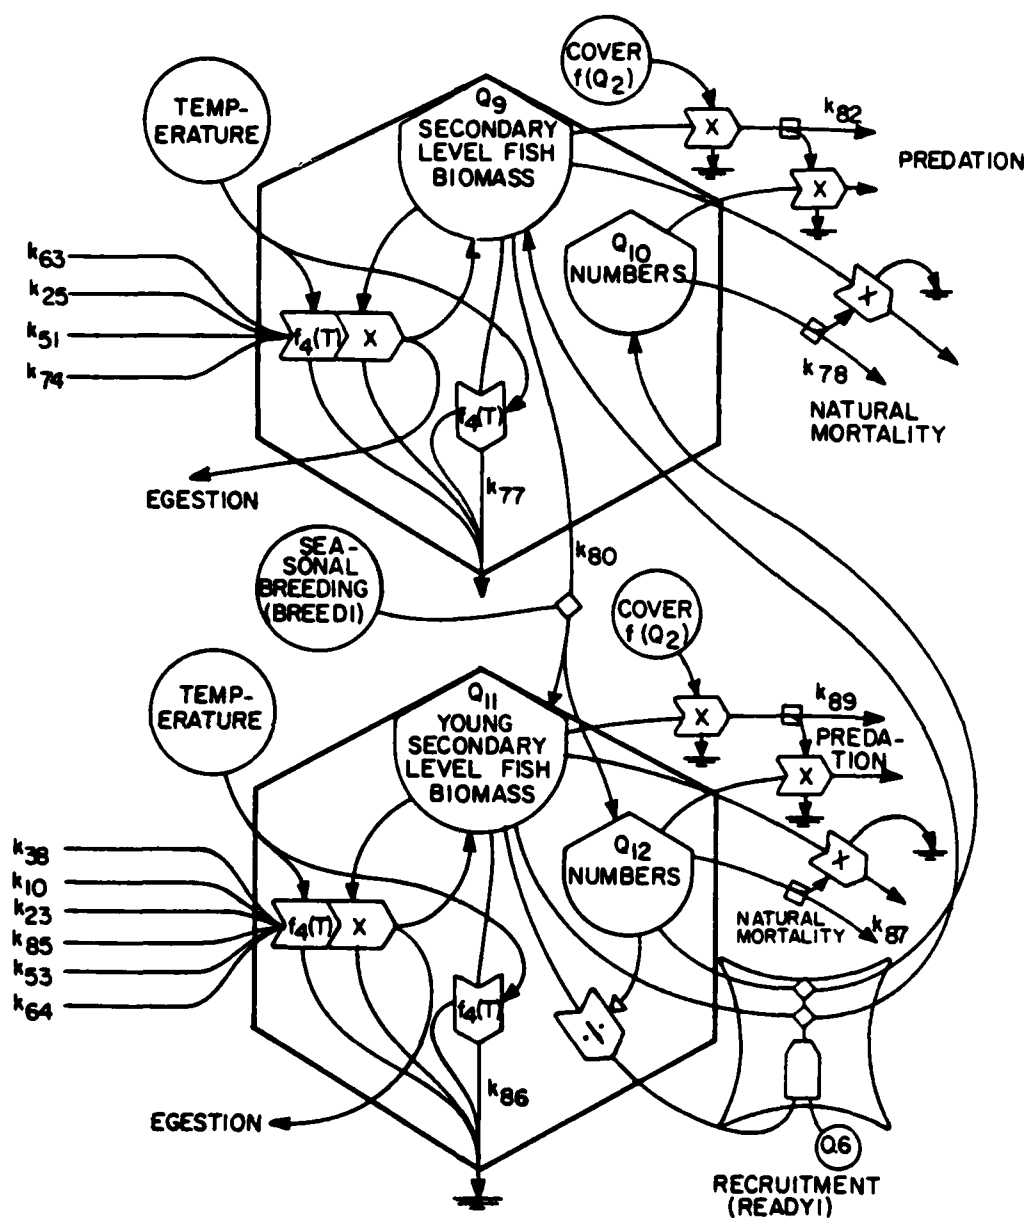 COVER
f(Q2)
TEMP-
ERATURE
Q9
SECONDARY
LEVEL FISH
BIOMASS
X
k82
PREDATION
X
Q10
NUMBERS
k63
k25
k51
k74
f4(T)
X
X
k78
NATURAL
MORTALITY
f4(T)
EGESTION
k77
SEA-
SONAL
BREEDING
(BREED1)
k80
COVER
f(Q2)
TEMP-
ERATURE
Q11
YOUNG
SECONDARY
LEVEL FISH
BIOMASS
X
k89
PREDA-
TION
X
Q12
NUMBERS
k38
k10
k23
k85
k53
k64
f4(T)
X
X
NATURAL
MORTALITY
k87
f4(T)
÷
k86
EGESTION
Q6
RECRUITMENT
(READY1)